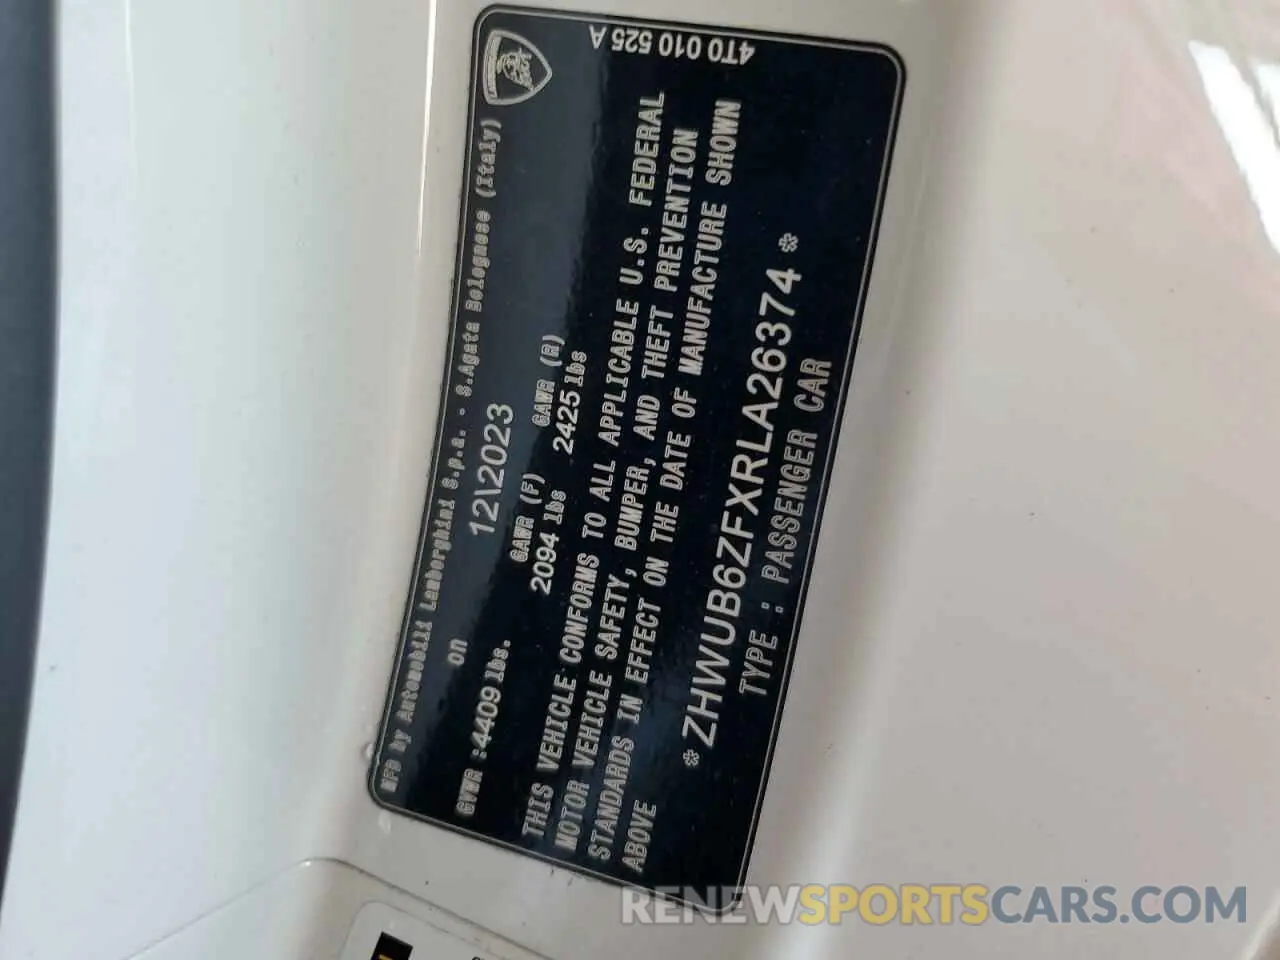 4T0 010 525 A
MFD by Automobili Lamborghini S.p.a. - S.Agata Bolognese (Italy)
on 12\2023
GVWR :4409 lbs.
GAWR (F) GAWR (R)
2094 lbs 2425 lbs
THIS VEHICLE CONFORMS TO ALL APPLICABLE U.S. FEDERAL
MOTOR VEHICLE SAFETY, BUMPER, AND THEFT PREVENTION
STANDARDS IN EFFECT ON THE DATE OF MANUFACTURE SHOWN
ABOVE
* ZHWUB6ZFXRLA26374 *
TYPE : PASSENGER CAR
RENEWSPORTSCARS.COM